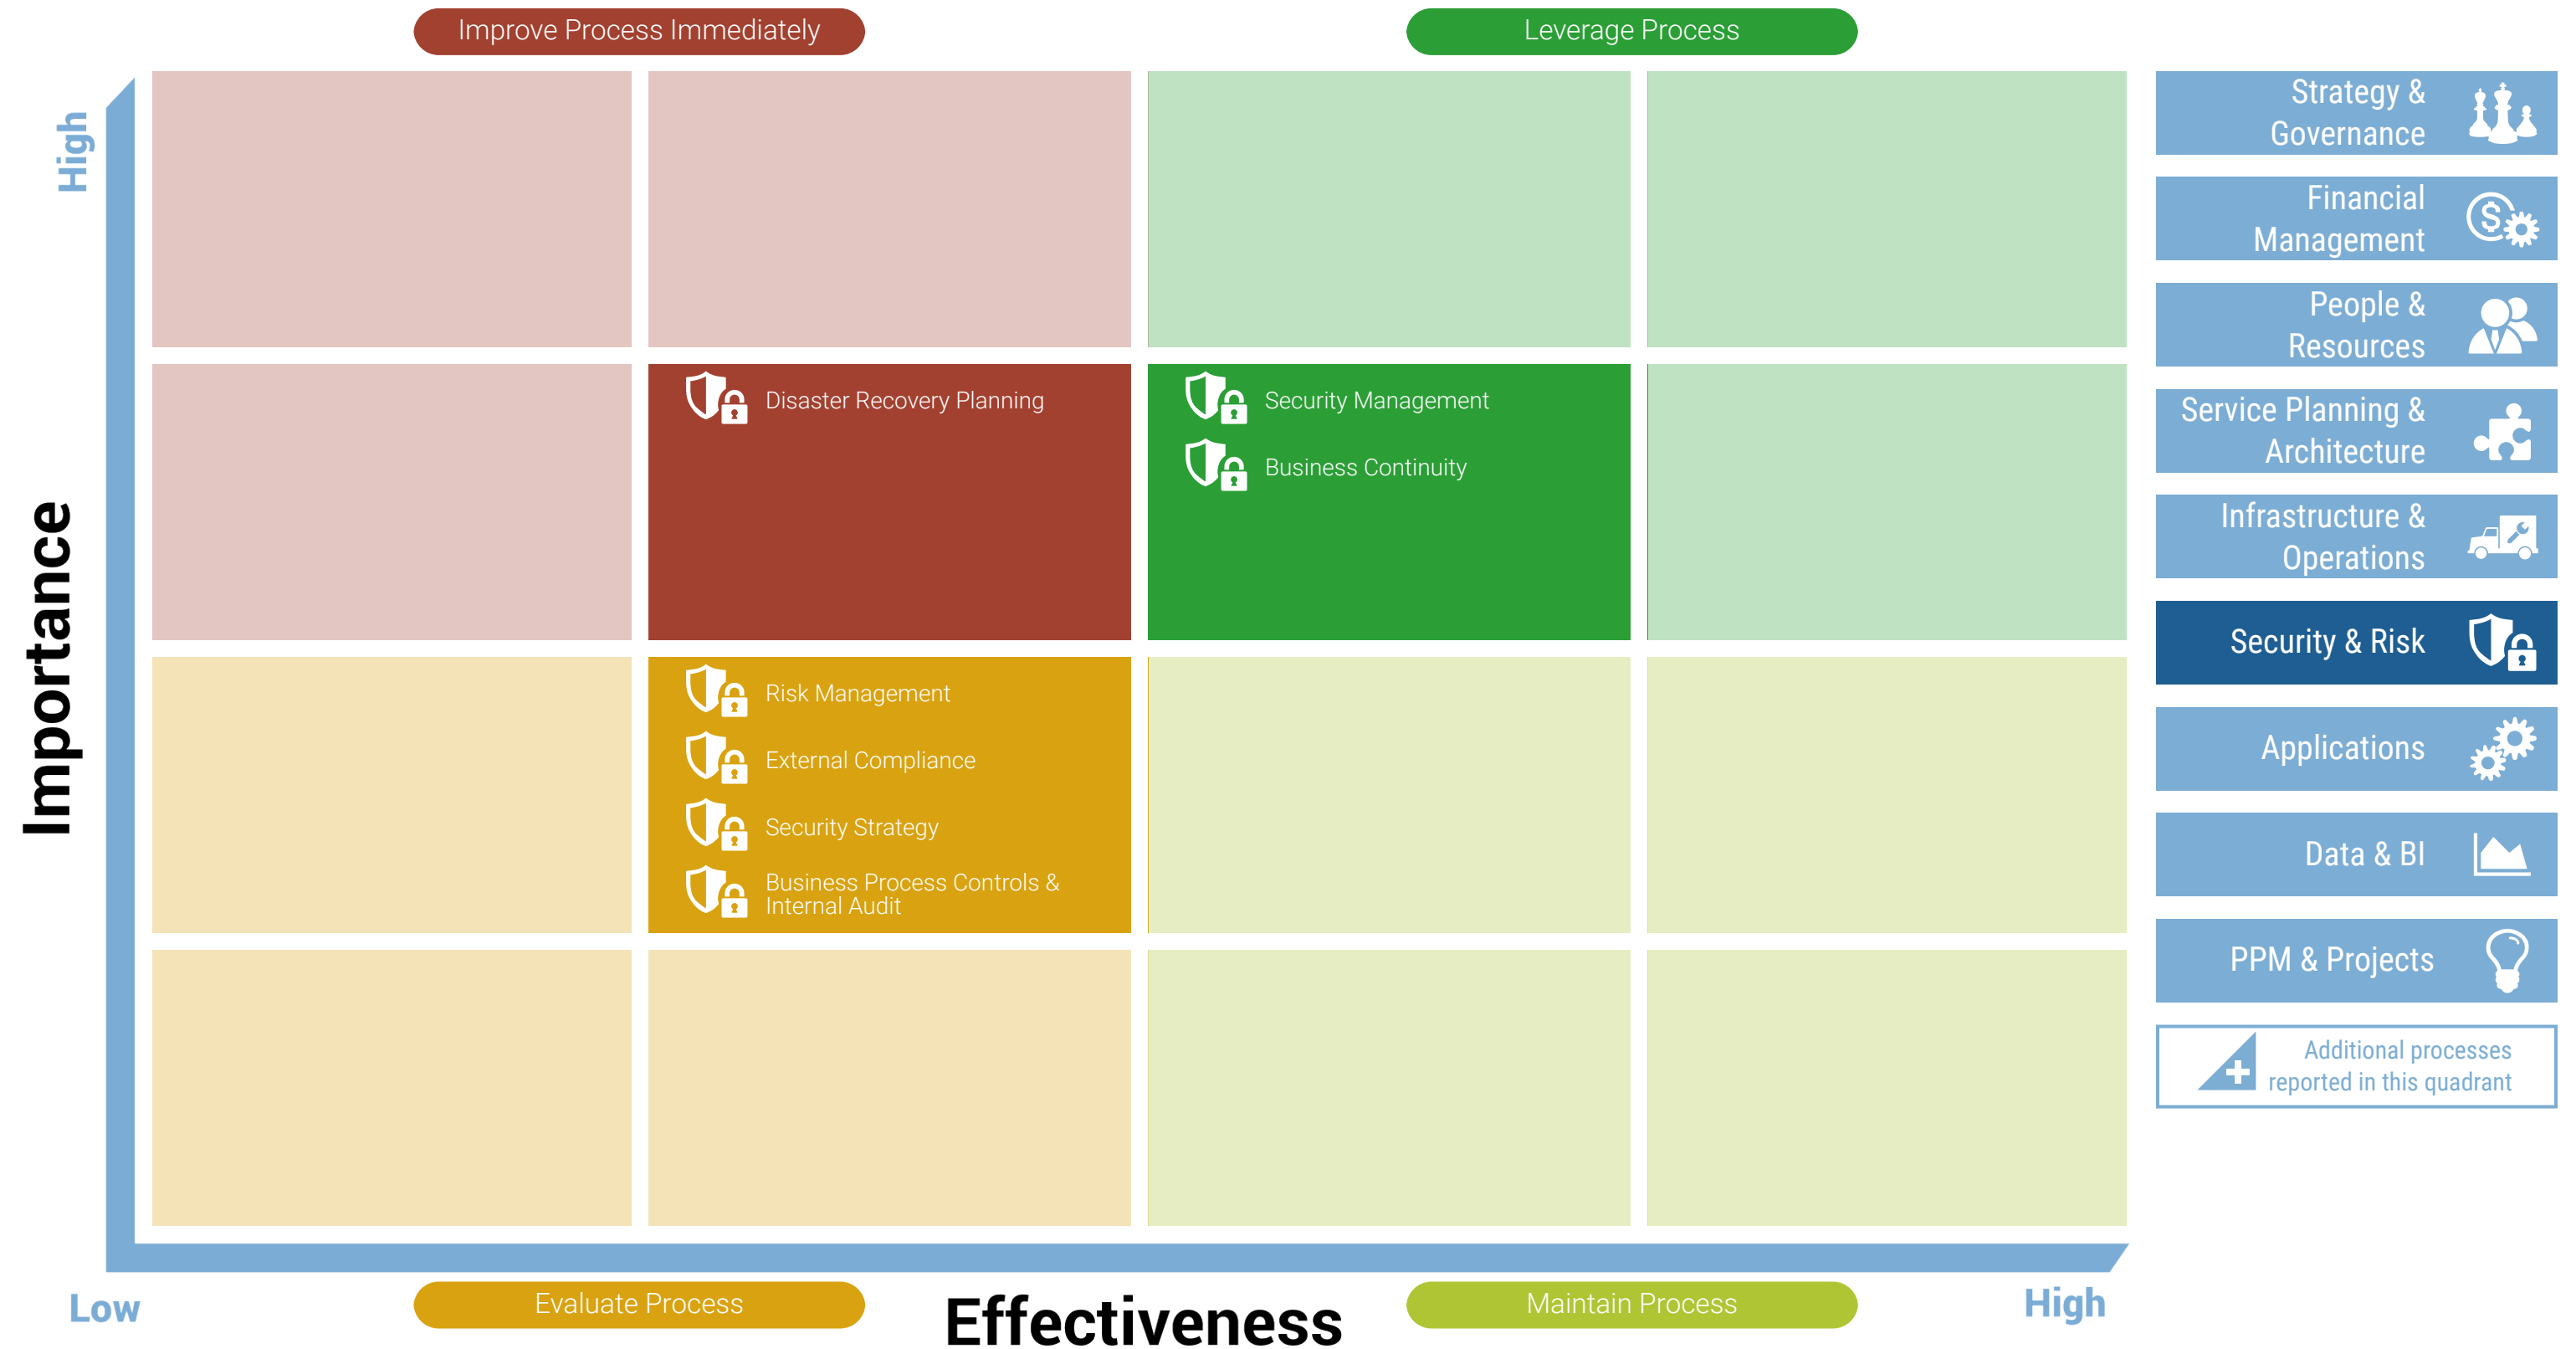 Improve Process Immediately
Leverage Process
High
Importance
Disaster Recovery Planning
Security Management
Business Continuity
Risk Management
External Compliance
Security Strategy
Business Process Controls &
Internal Audit
Low
Evaluate Process
Effectiveness
Maintain Process
High
Strategy &
Governance
Financial
Management
People &
Resources
Service Planning &
Architecture
Infrastructure &
Operations
Security & Risk
Applications
Data & BI
PPM & Projects
Additional processes
reported in this quadrant